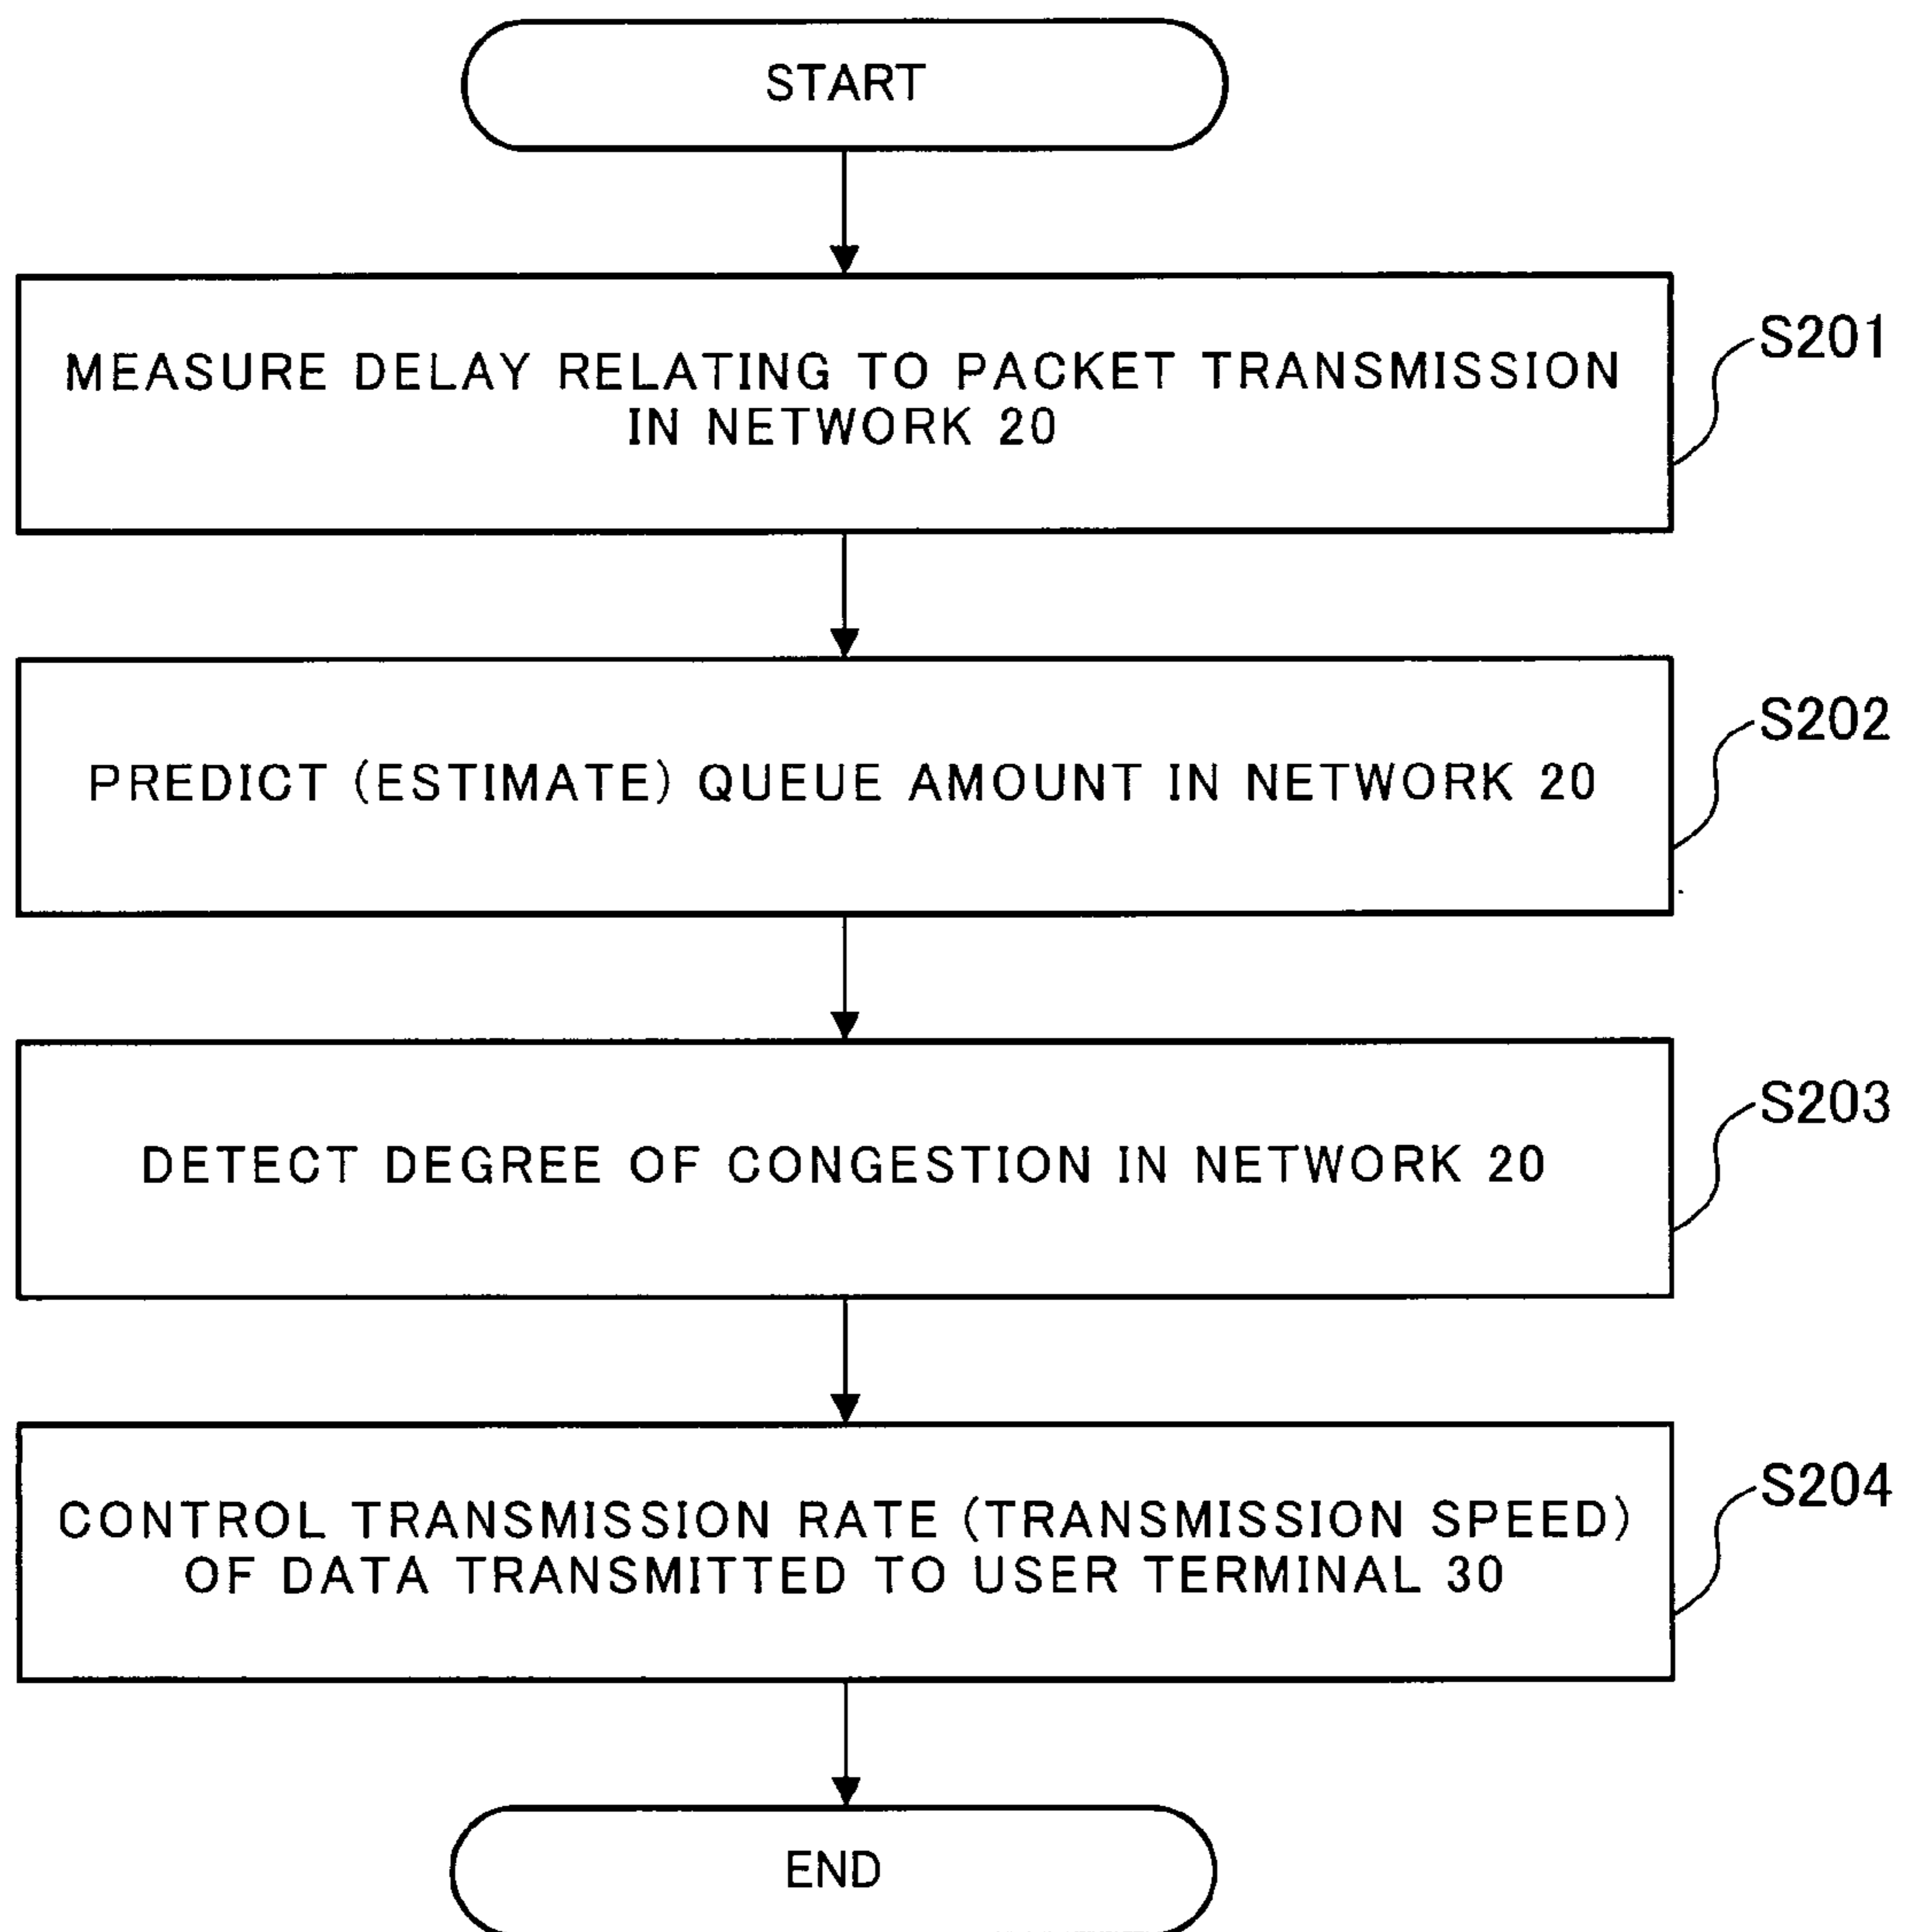 START
MEASURE DELAY RELATING TO PACKET TRANSMISSION
IN NETWORK 20
S201
PREDICT (ESTIMATE) QUEUE AMOUNT IN NETWORK 20
S202
DETECT DEGREE OF CONGESTION IN NETWORK 20
S203
CONTROL TRANSMISSION RATE (TRANSMISSION SPEED)
OF DATA TRANSMITTED TO USER TERMINAL 30
S204
END